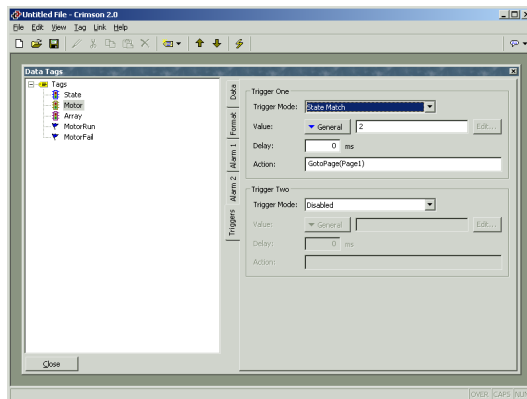 Untitled File - Crimson 2.0
File Edit View Tag Link Help
Data Tags
Tags
State
Motor
Array
MotorRun
MotorFail
Data
Format
Alarm 1
Alarm 2
Triggers
Trigger One
Trigger Mode: State Match
Value: General 2 Edit...
Delay: 0 ms
Action: GotoPage(Page1)
Trigger Two
Trigger Mode: Disabled
Value: General Edit...
Delay: 0 ms
Action:
Close
OVER CAPS NUM